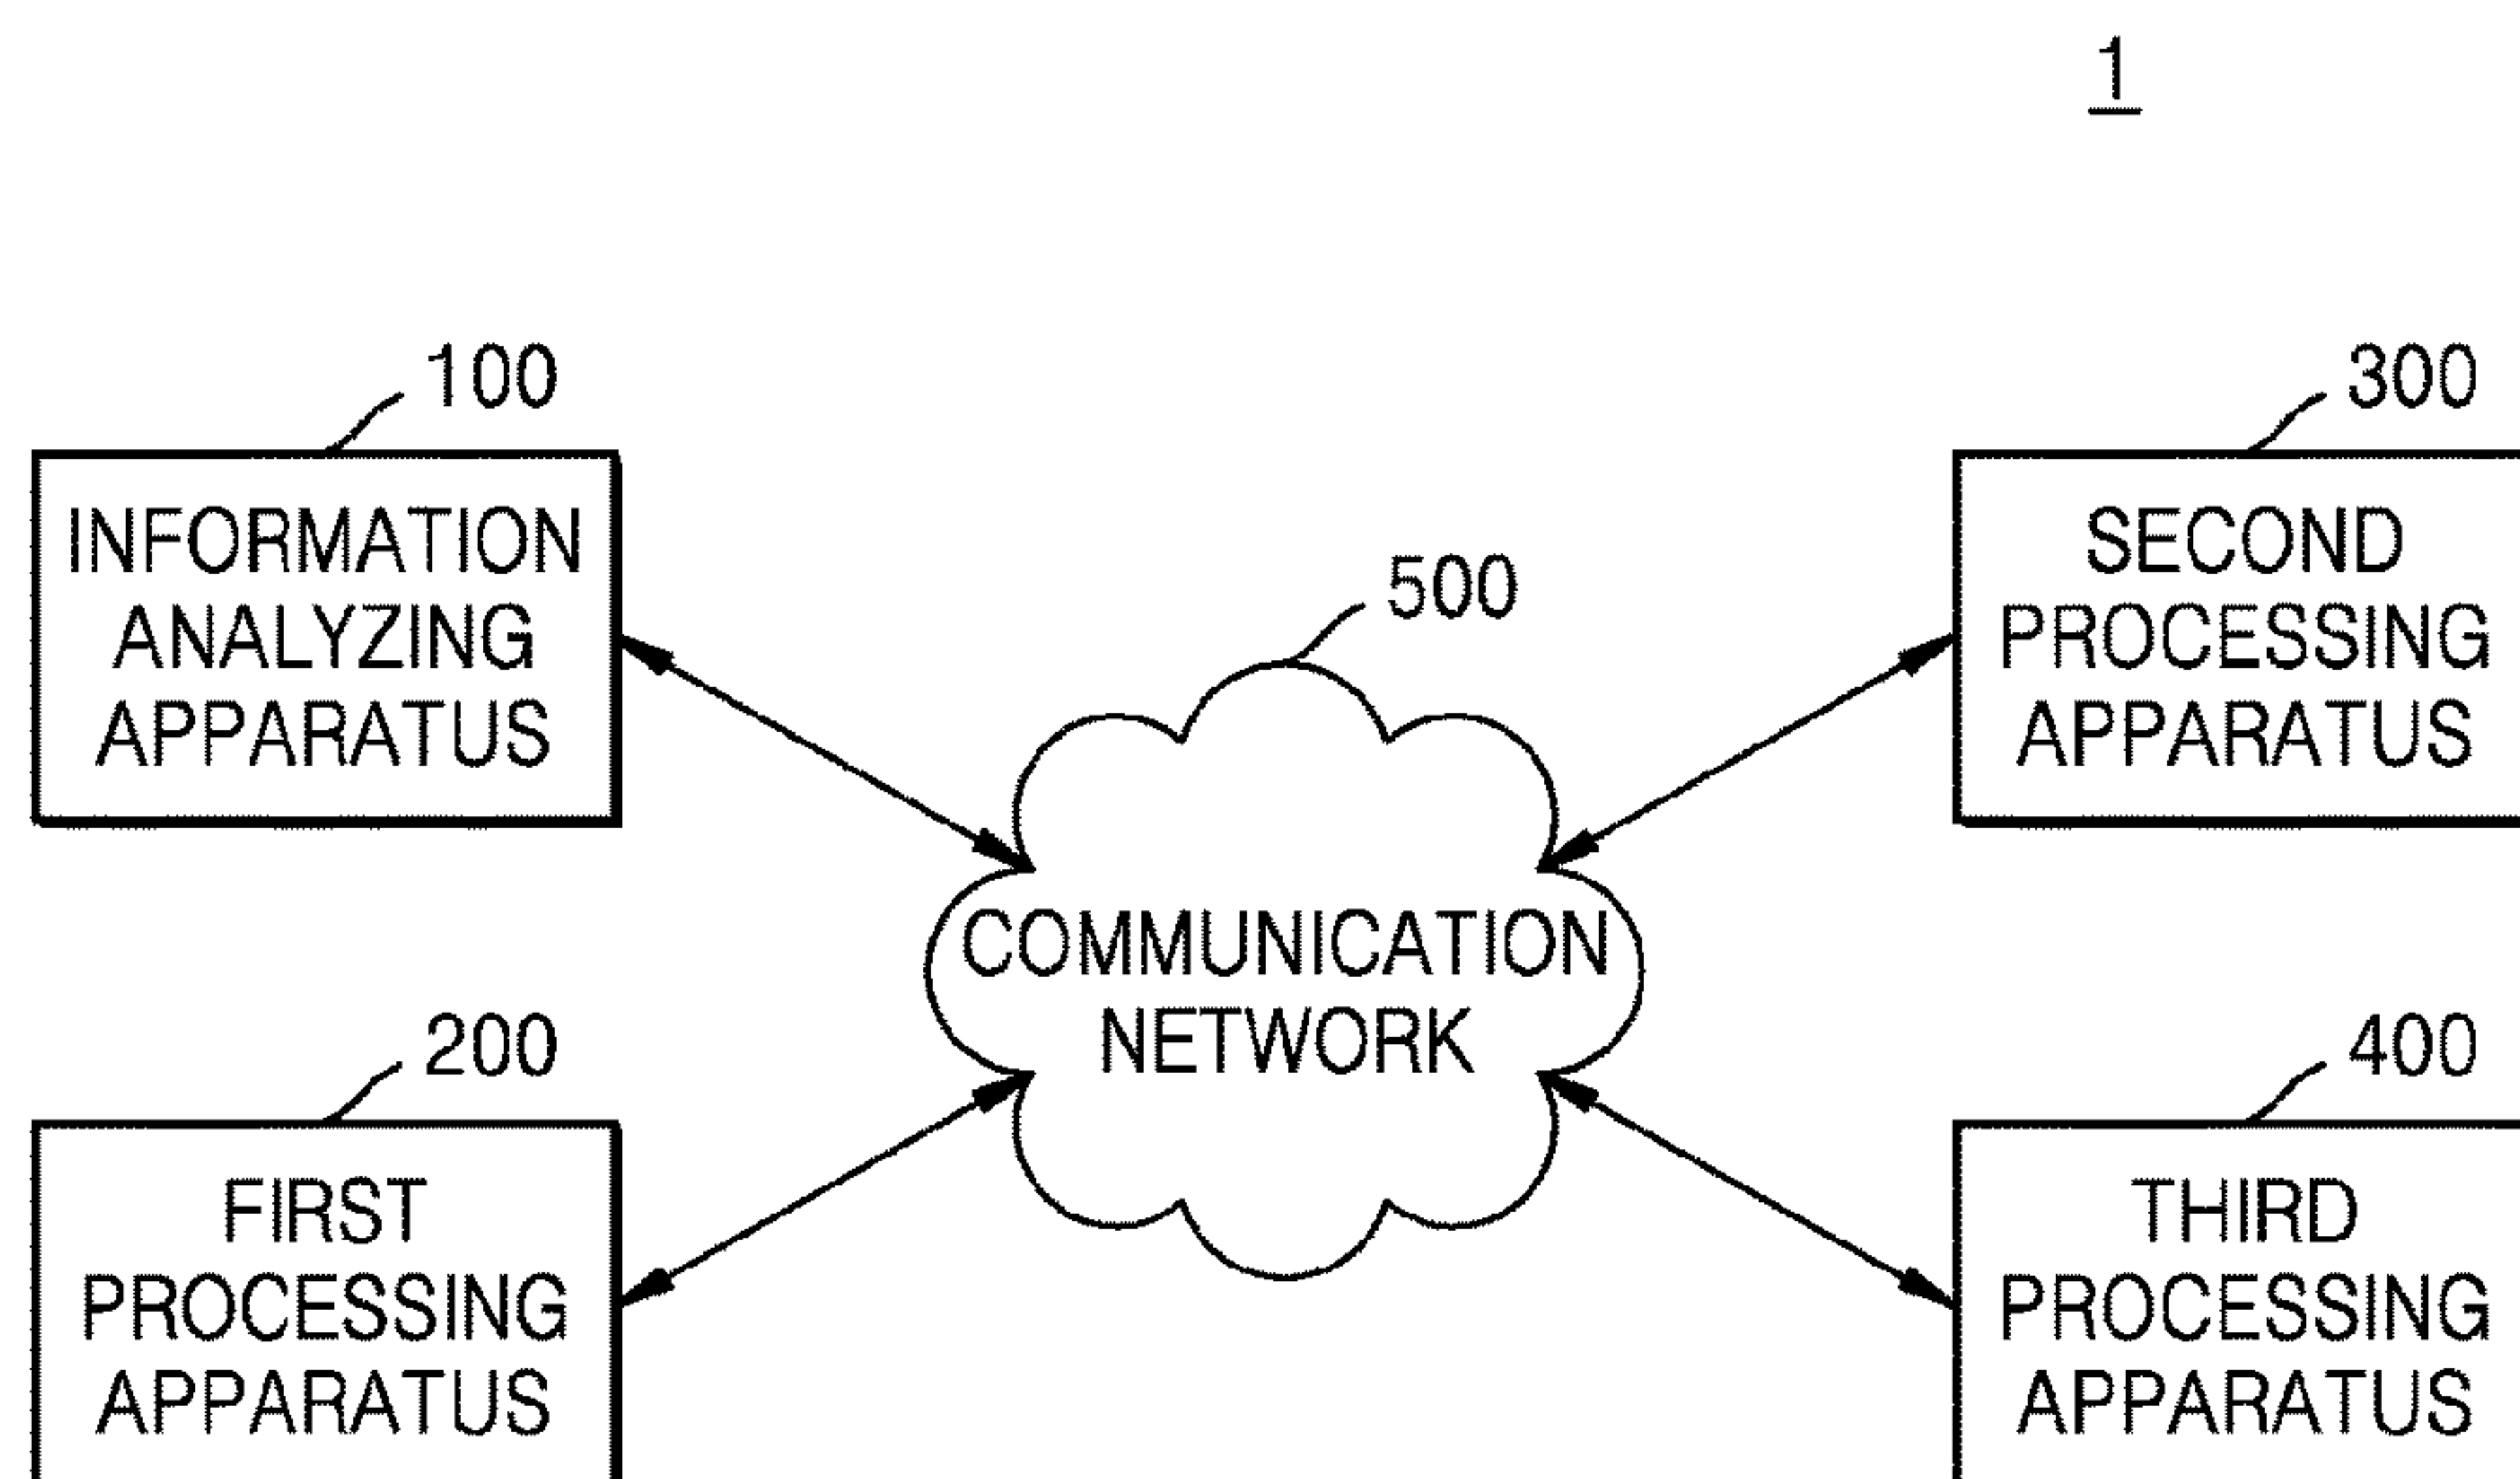 1
100
INFORMATION
ANALYZING
APPARATUS
300
SECOND
PROCESSING
APPARATUS
500
COMMUNICATION
NETWORK
200
FIRST
PROCESSING
APPARATUS
400
THIRD
PROCESSING
APPARATUS